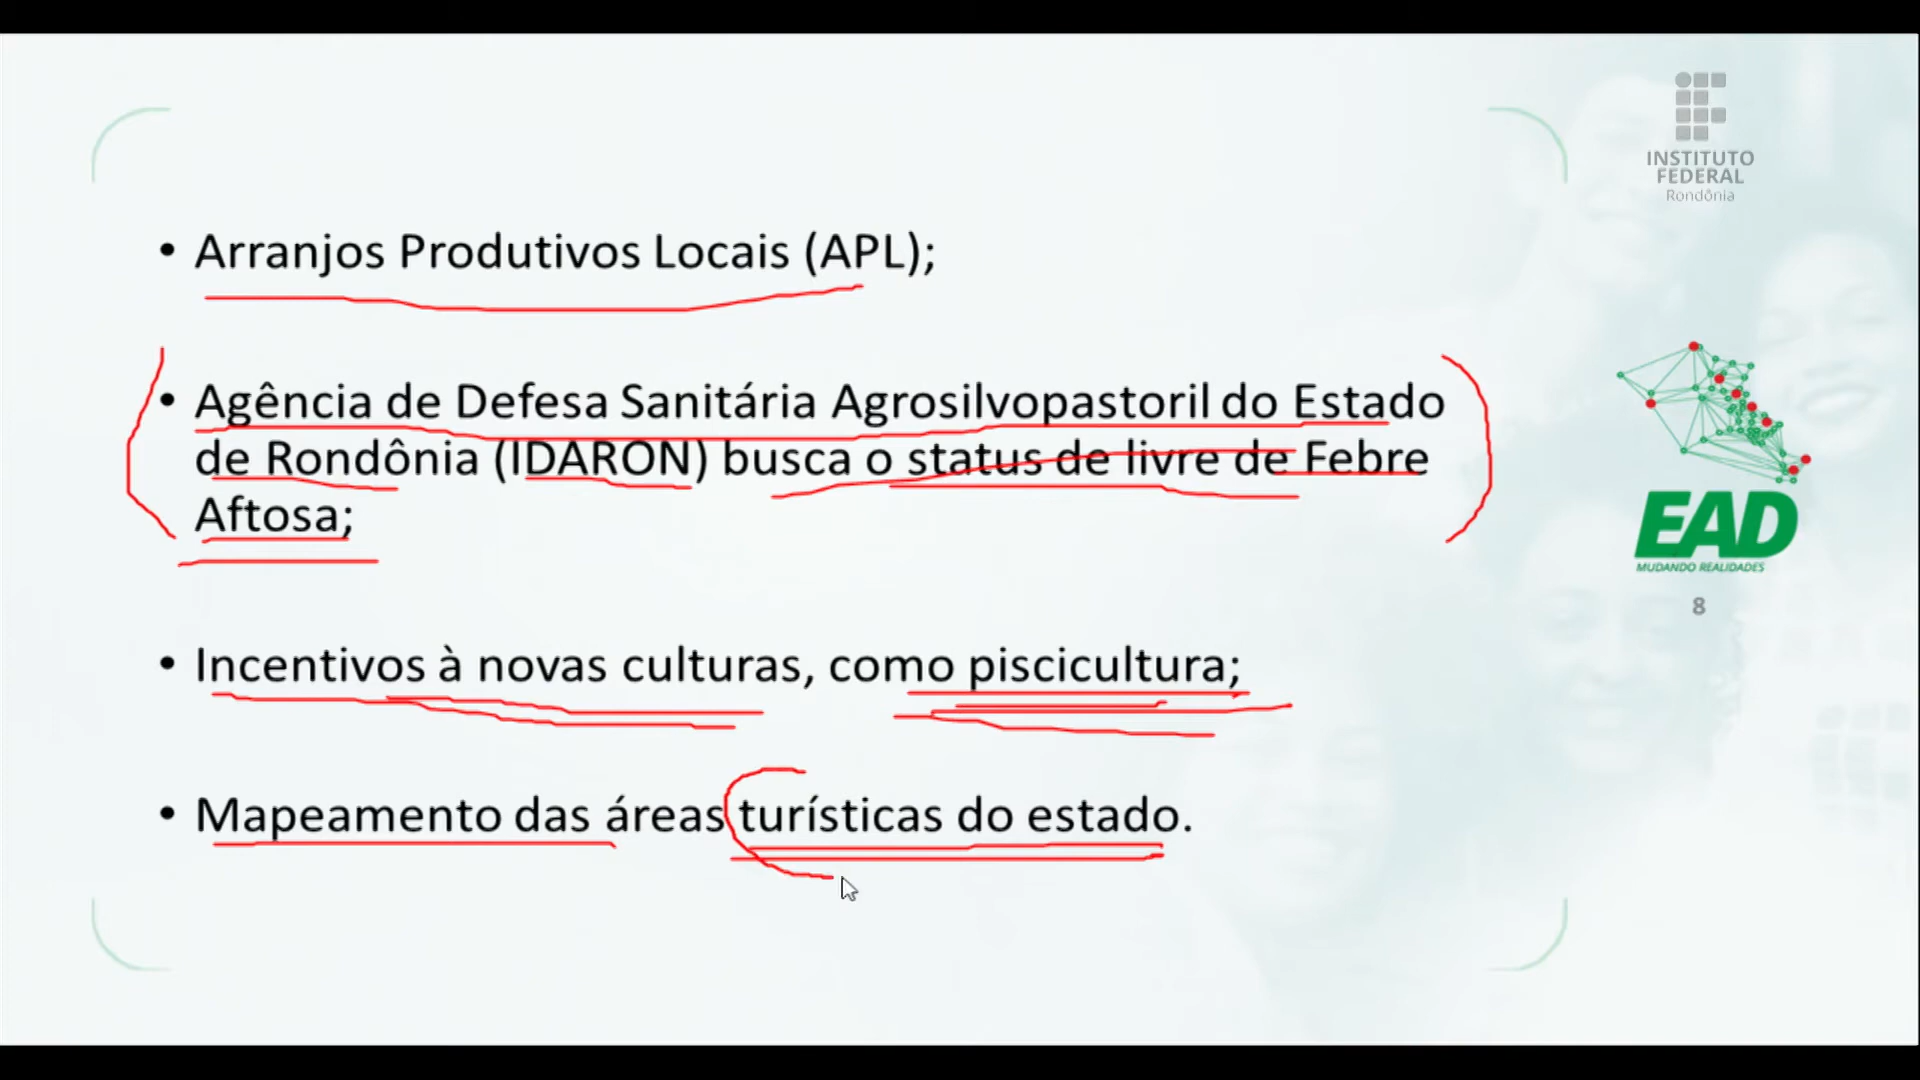 • Arranjos Produtivos Locais (APL);
• Agência de Defesa Sanitária Agrosilvopastoril do Estado
de Rondônia (IDARON) busca o status de livre de Febre
Aftosa;
• Incentivos à novas culturas, como piscicultura;
• Mapeamento das áreas turísticas do estado.
INSTITUTO
FEDERAL
Rondônia
EAD
MUDANDO REALIDADES
8